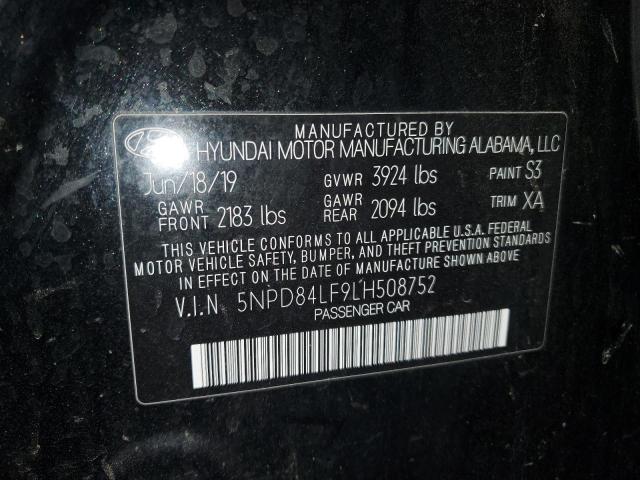 MANUFACTURED BY
HYUNDAI MOTOR MANUFACTURING ALABAMA, LLC
Jun/18/19 GVWR 3924 lbs PAINT S3
GAWR FRONT 2183 lbs GAWR REAR 2094 lbs TRIM XA
THIS VEHICLE CONFORMS TO ALL APPLICABLE U.S.A. FEDERAL
MOTOR VEHICLE SAFETY, BUMPER, AND THEFT PREVENTION STANDARDS
IN EFFECT ON THE DATE OF MANUFACTURE SHOWN ABOVE
V.I.N 5NPD84LF9LH508752
PASSENGER CAR